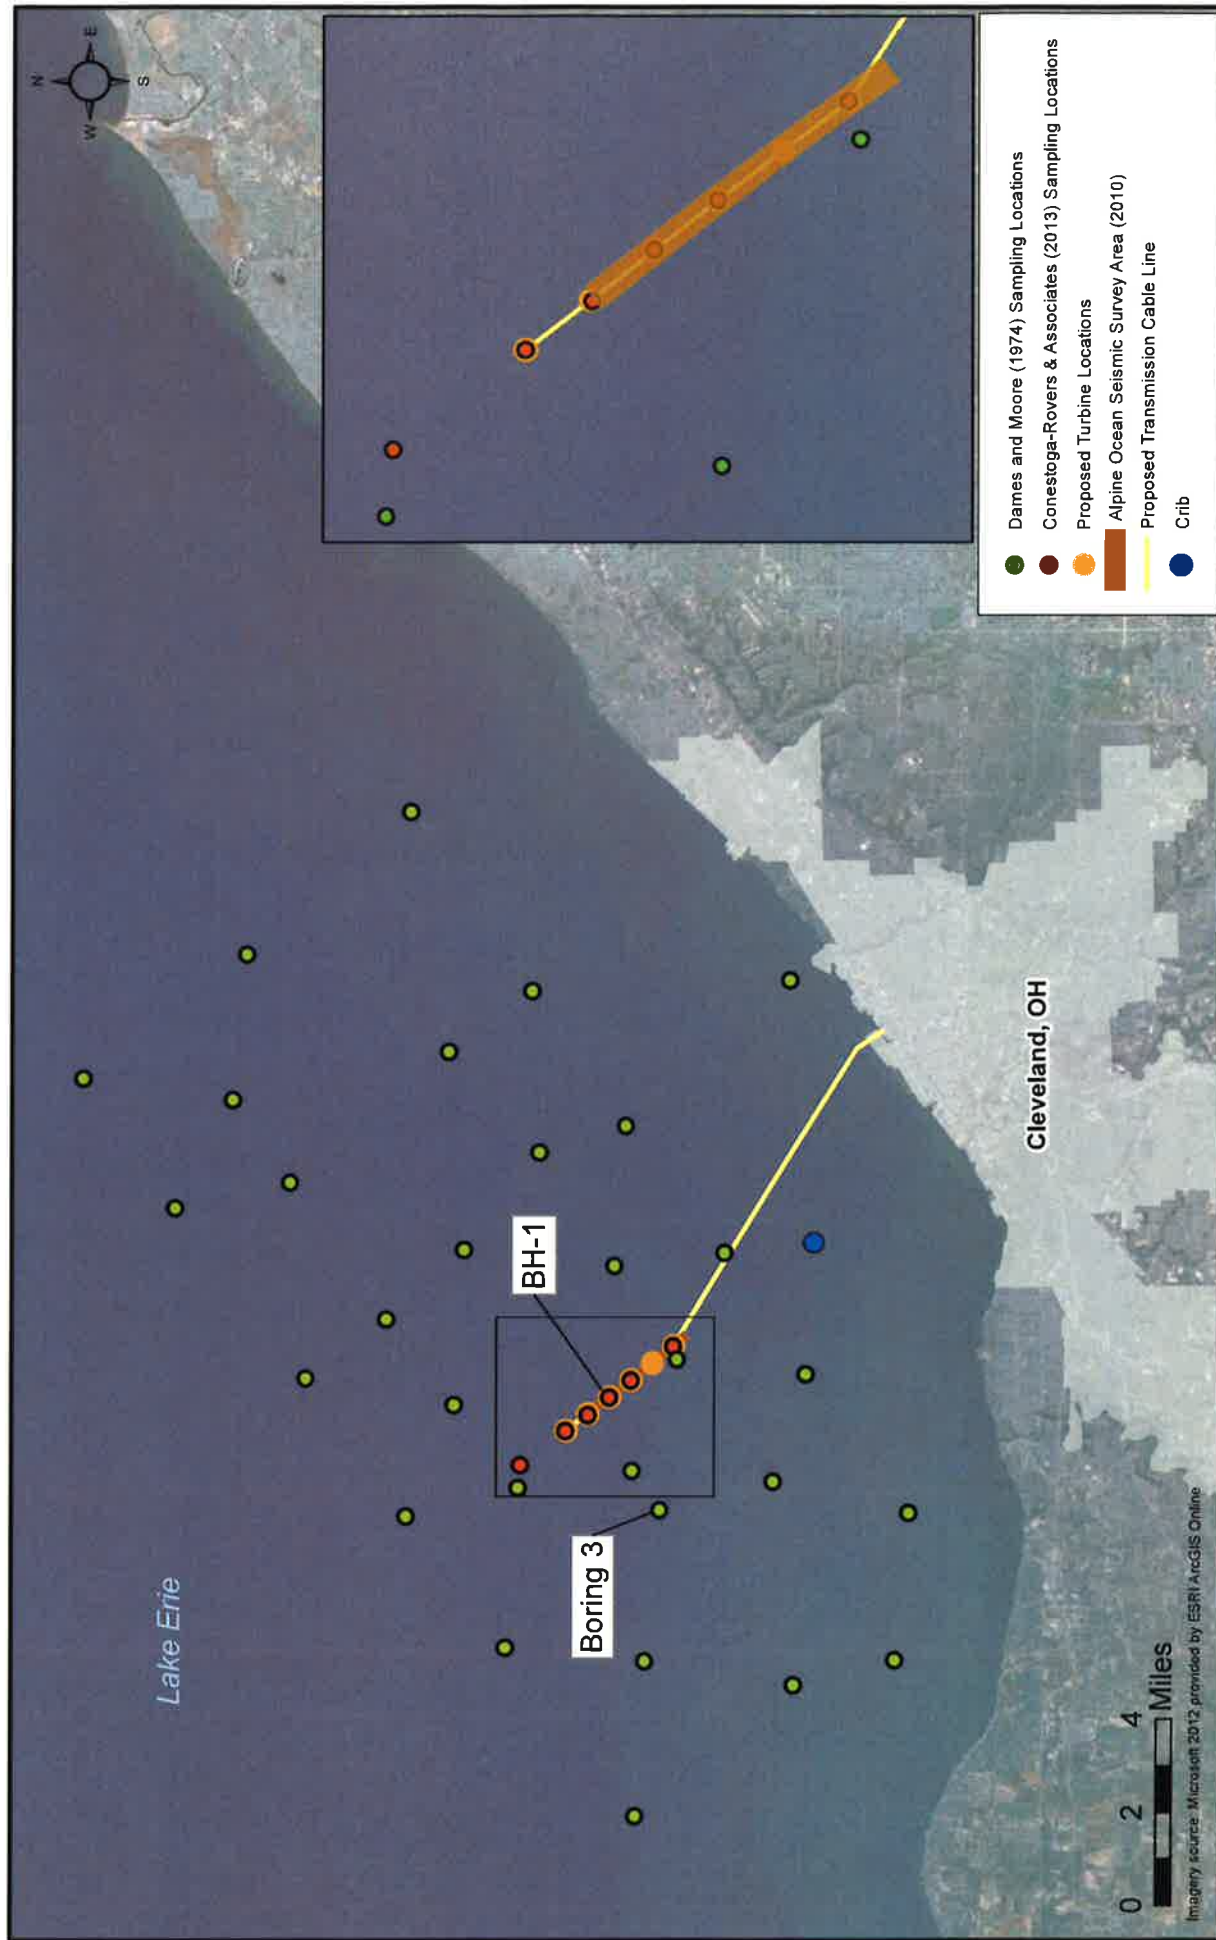 N
W
E
S
Lake Erie
BH-1
Boring 3
Cleveland, OH
Dames and Moore (1974) Sampling Locations
Conestoga-Rovers & Associates (2013) Sampling Locations
Proposed Turbine Locations
Alpine Ocean Seismic Survey Area (2010)
Proposed Transmission Cable Line
Crib
0 2 4
Miles
Imagery source: Microsoft 2012 provided by ESRI ArcGIS Online